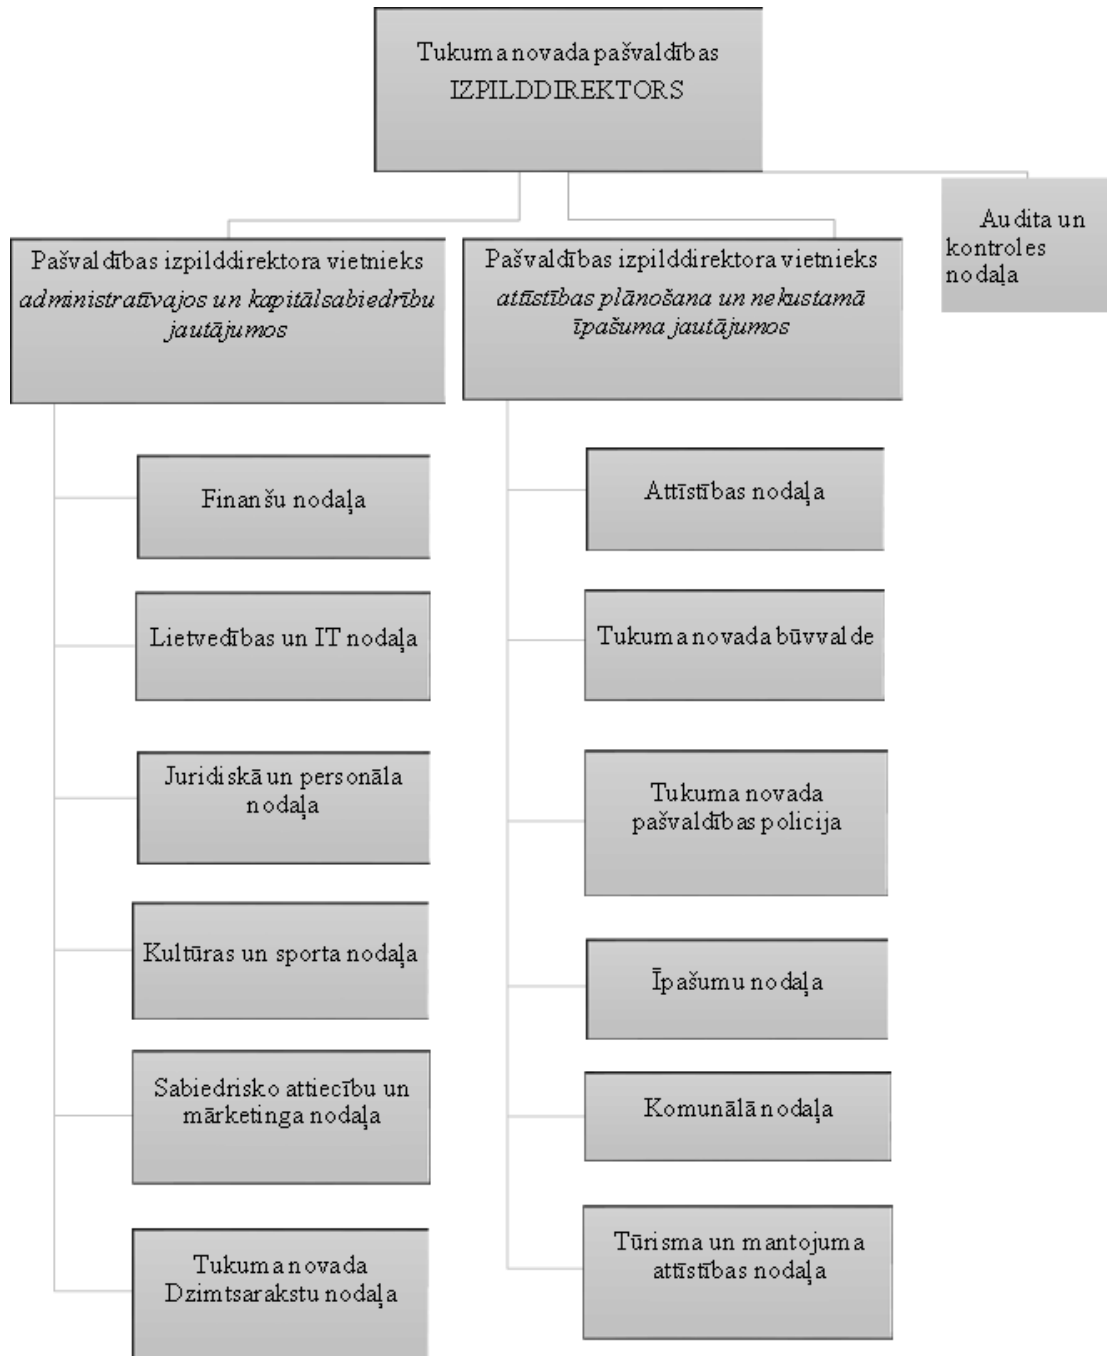 Tukuma novada pašvaldības
IZPILDDIREKTORS
Audita un
kontroles
nodaļa
Pašvaldības izpilddirektora vietnieks
administratīvajos un kapitālsabiedrību
jautājumos
Pašvaldības izpilddirektora vietnieks
attīstības plānošana un nekustamā
īpašuma jautājumos
Finanšu nodaļa
Lietvedības un IT nodaļa
Juridiskā un personāla
nodaļa
Kultūras un sporta nodaļa
Sabiedrisko attiecību un
mārketinga nodaļa
Tukuma novada
Dzimtsarakstu nodaļa
Attīstības nodaļa
Tukuma novada būvvalde
Tukuma novada
pašvaldības policija
Īpašumu nodaļa
Komunālā nodaļa
Tūrisma un mantojuma
attīstības nodaļa